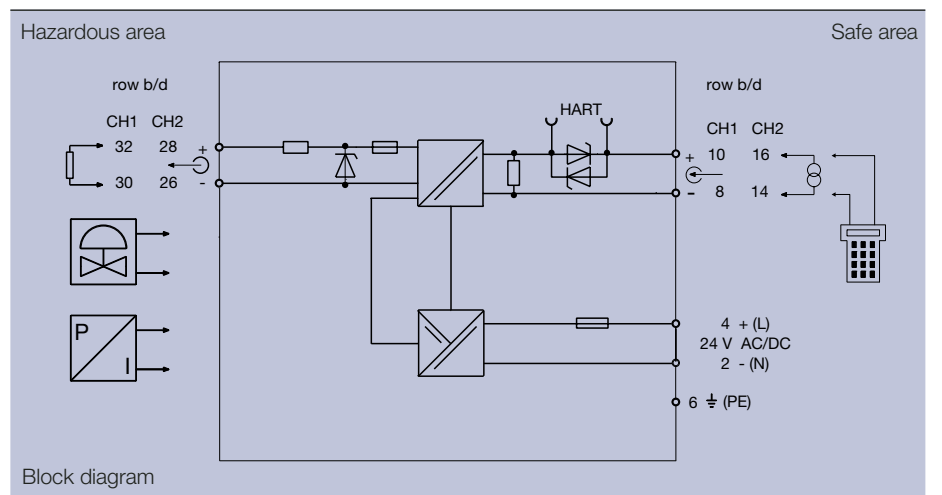 Hazardous area
Safe area
row b/d
row b/d
HART
CH1 CH2
CH1 CH2
32 28 +
+ 10 16
30 26 -
- 8 14
P
I
4 + (L)
24 V AC/DC
2 - (N)
6 ⏚ (PE)
Block diagram